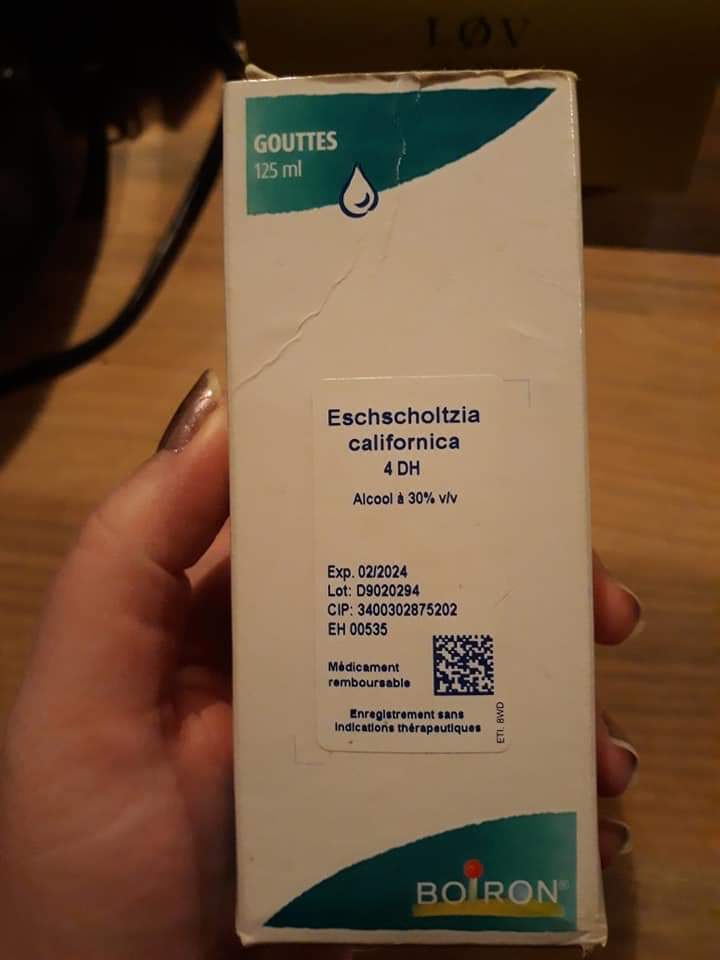 LØV
GOUTTES
125 ml
Eschscholtzia
californica
4 DH
Alcool à 30% v/v
Exp. 02/2024
Lot: D9020294
CIP: 3400302875202
EH 00535
Médicament
remboursable
Enregistrement sans
indications thérapeutiques
ETI. 8WD
BOIRON®